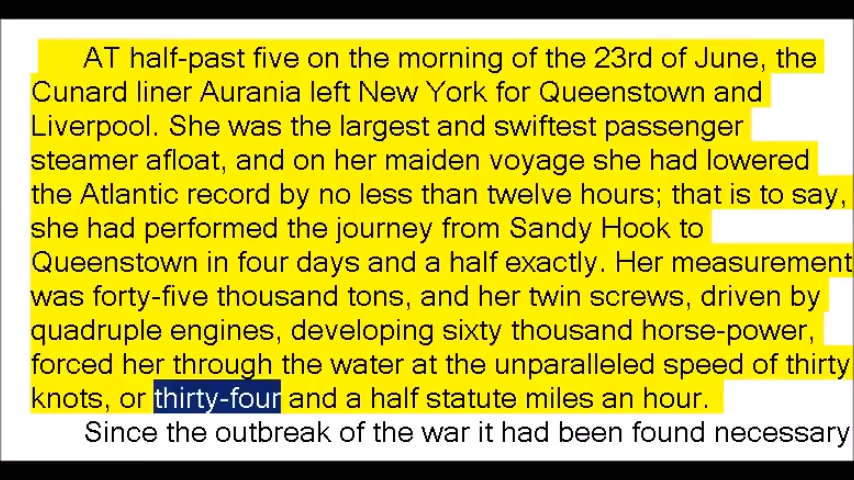 AT half-past five on the morning of the 23rd of June, the
Cunard liner Aurania left New York for Queenstown and
Liverpool. She was the largest and swiftest passenger
steamer afloat, and on her maiden voyage she had lowered
the Atlantic record by no less than twelve hours; that is to say,
she had performed the journey from Sandy Hook to
Queenstown in four days and a half exactly. Her measurement
was forty-five thousand tons, and her twin screws, driven by
quadruple engines, developing sixty thousand horse-power,
forced her through the water at the unparalleled speed of thirty
knots, or thirty-four and a half statute miles an hour.
Since the outbreak of the war it had been found necessary